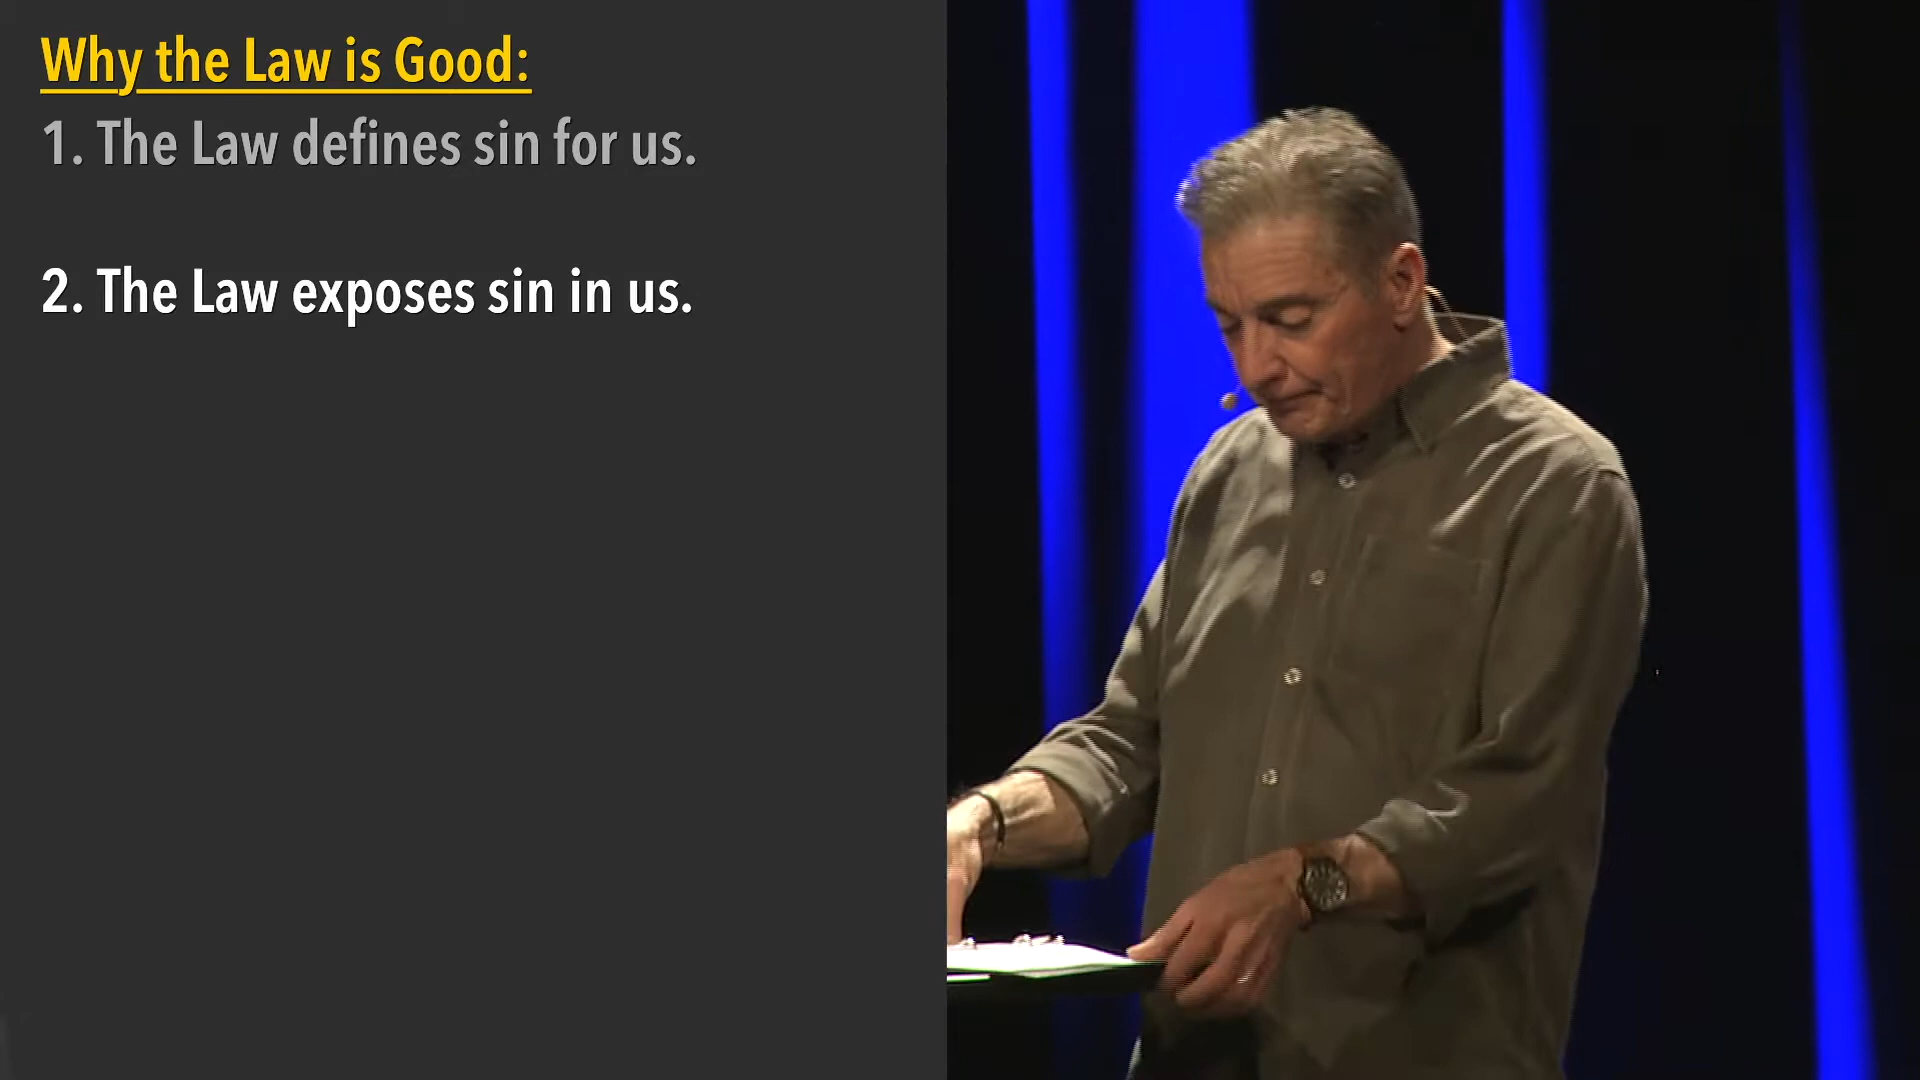 Why the Law is Good:
1. The Law defines sin for us.
2. The Law exposes sin in us.